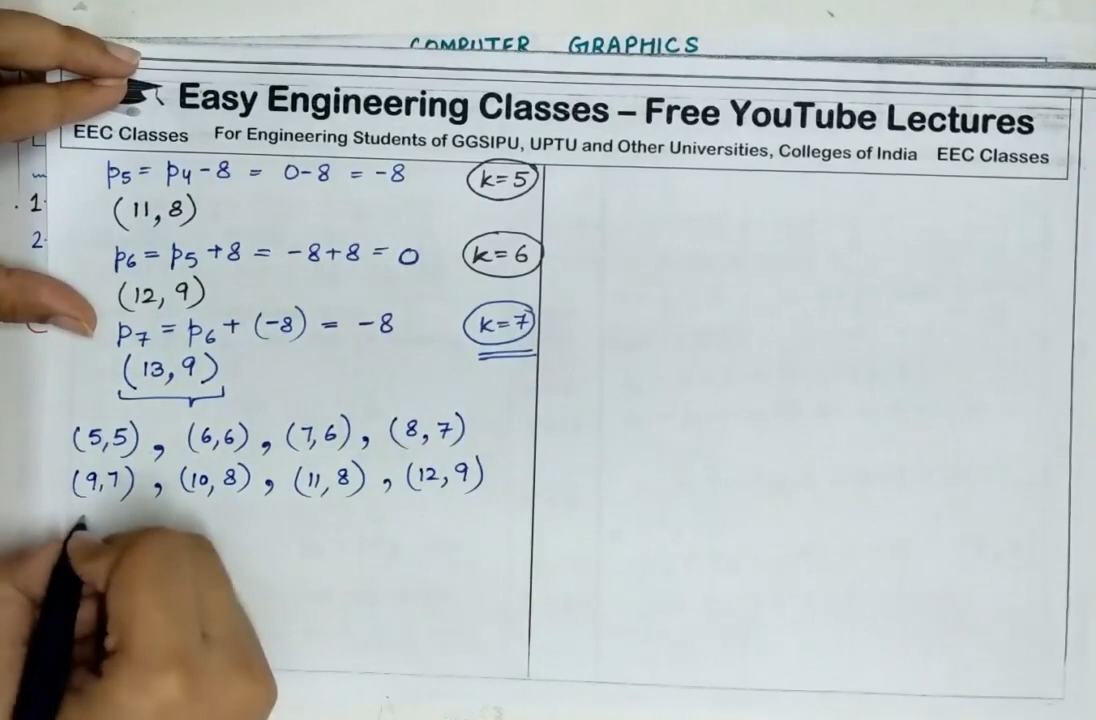 COMPUTER GRAPHICS
Easy Engineering Classes – Free YouTube Lectures
EEC Classes For Engineering Students of GGSIPU, UPTU and Other Universities, Colleges of India EEC Classes
p5 = p4 - 8 = 0-8 = -8 k=5
1.
(11, 8)
2.
p6 = p5 + 8 = -8+8 = 0 k=6
(12, 9)
p7 = p6 + (-8) = -8 k=7
(13, 9)
(5,5) , (6,6) , (7,6) , (8,7)
(9,7) , (10,8) , (11,8) , (12,9)